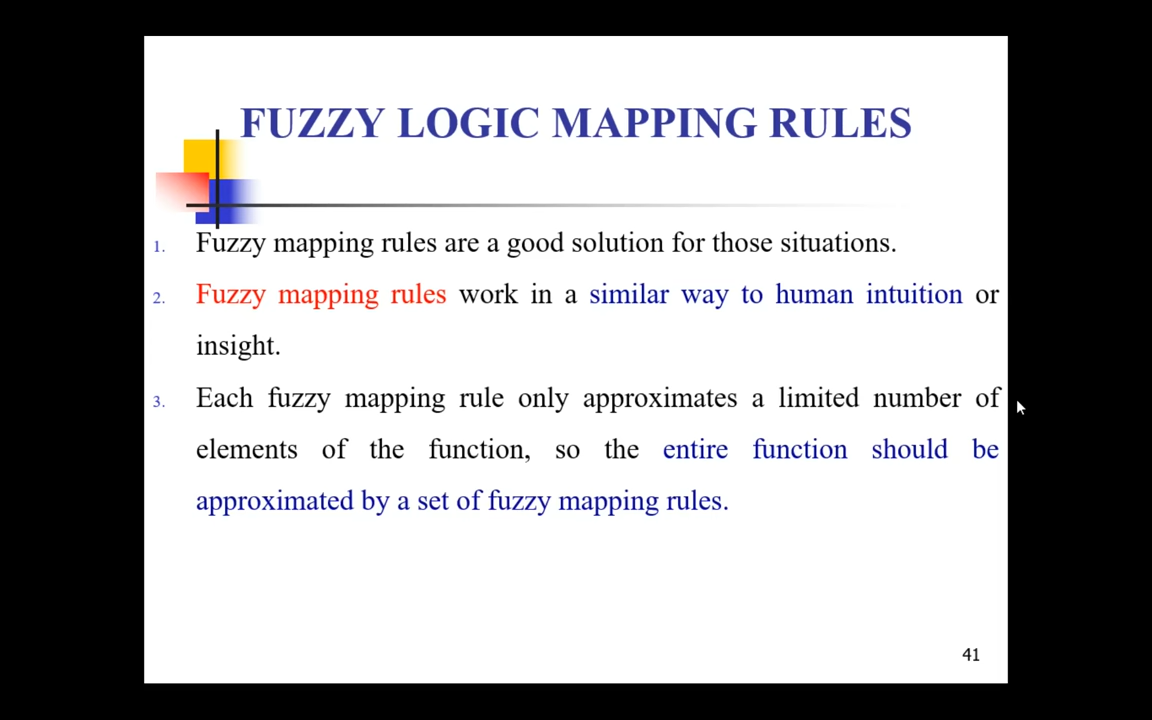 FUZZY LOGIC MAPPING RULES
1. Fuzzy mapping rules are a good solution for those situations.
2. Fuzzy mapping rules work in a similar way to human intuition or
insight.
3. Each fuzzy mapping rule only approximates a limited number of
elements of the function, so the entire function should be
approximated by a set of fuzzy mapping rules.
41